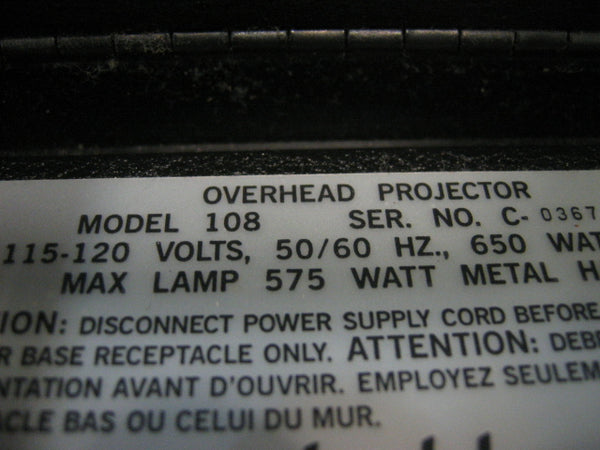 OVERHEAD PROJECTOR
MODEL 108 SER. NO. C- 0367
115-120 VOLTS, 50/60 HZ., 650 WAT
MAX LAMP 575 WATT METAL H
ION: DISCONNECT POWER SUPPLY CORD BEFORE
R BASE RECEPTACLE ONLY. ATTENTION: DEB
NTATION AVANT D'OUVRIR. EMPLOYEZ SEULEM
ACLE BAS OU CELUI DU MUR.